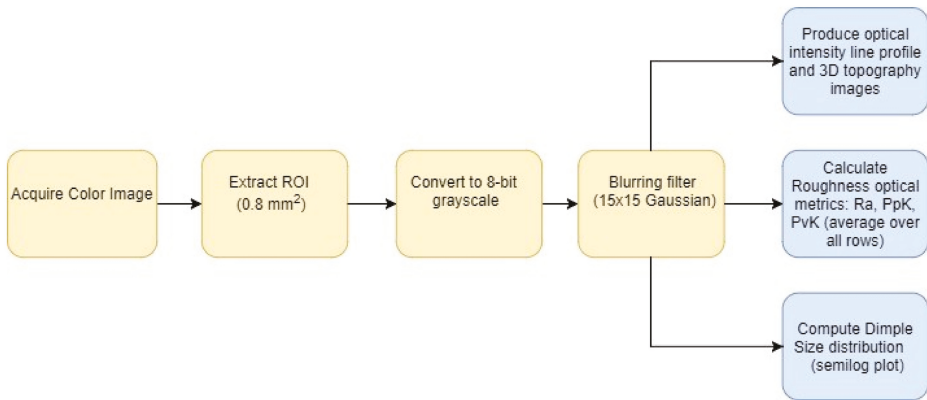 Acquire Color Image
Extract ROI
(0.8 mm²)
Convert to 8-bit
grayscale
Blurring filter
(15x15 Gaussian)
Produce optical
intensity line profile
and 3D topography
images
Calculate
Roughness optical
metrics: Ra, PpK,
PvK (average over
all rows)
Compute Dimple
Size distribution
(semilog plot)